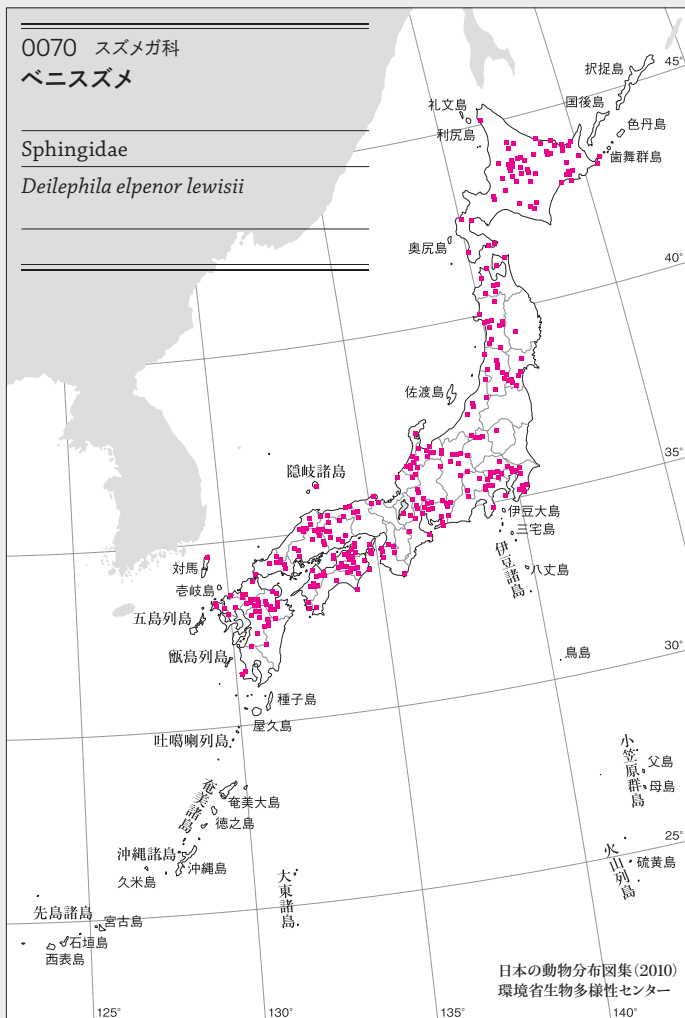 0070 スズメガ科
ベニスズメ
Sphingidae
Deilephila elpenor lewisii
45°
択捉島
国後島
礼文島
色丹島
利尻島
歯舞群島
奥尻島
40°
佐渡島
35°
隠岐諸島
伊豆大島
三宅島
伊豆諸島
八丈島
対馬
壱岐島
五島列島
甑島列島
鳥島
30°
種子島
屋久島
吐噶喇列島
小笠原群島
父島
母島
奄美諸島
奄美大島
徳之島
25°
沖縄諸島
沖縄島
久米島
火山列島
硫黄島
大東諸島
先島諸島
宮古島
石垣島
西表島
日本の動物分布図集(2010)
環境省生物多様性センター
125°
130°
135°
140°